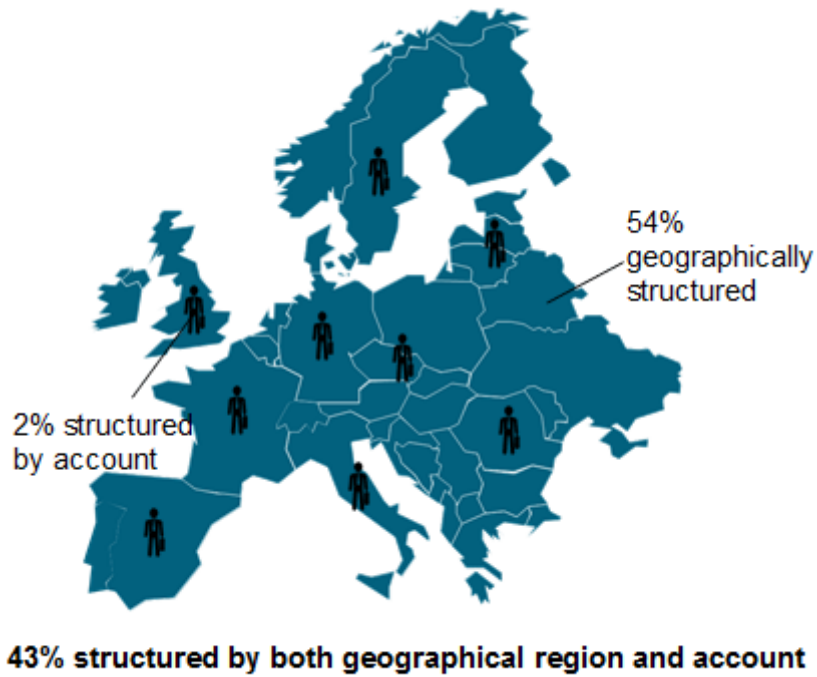 54%
geographically
structured
2% structured
by account
43% structured by both geographical region and account